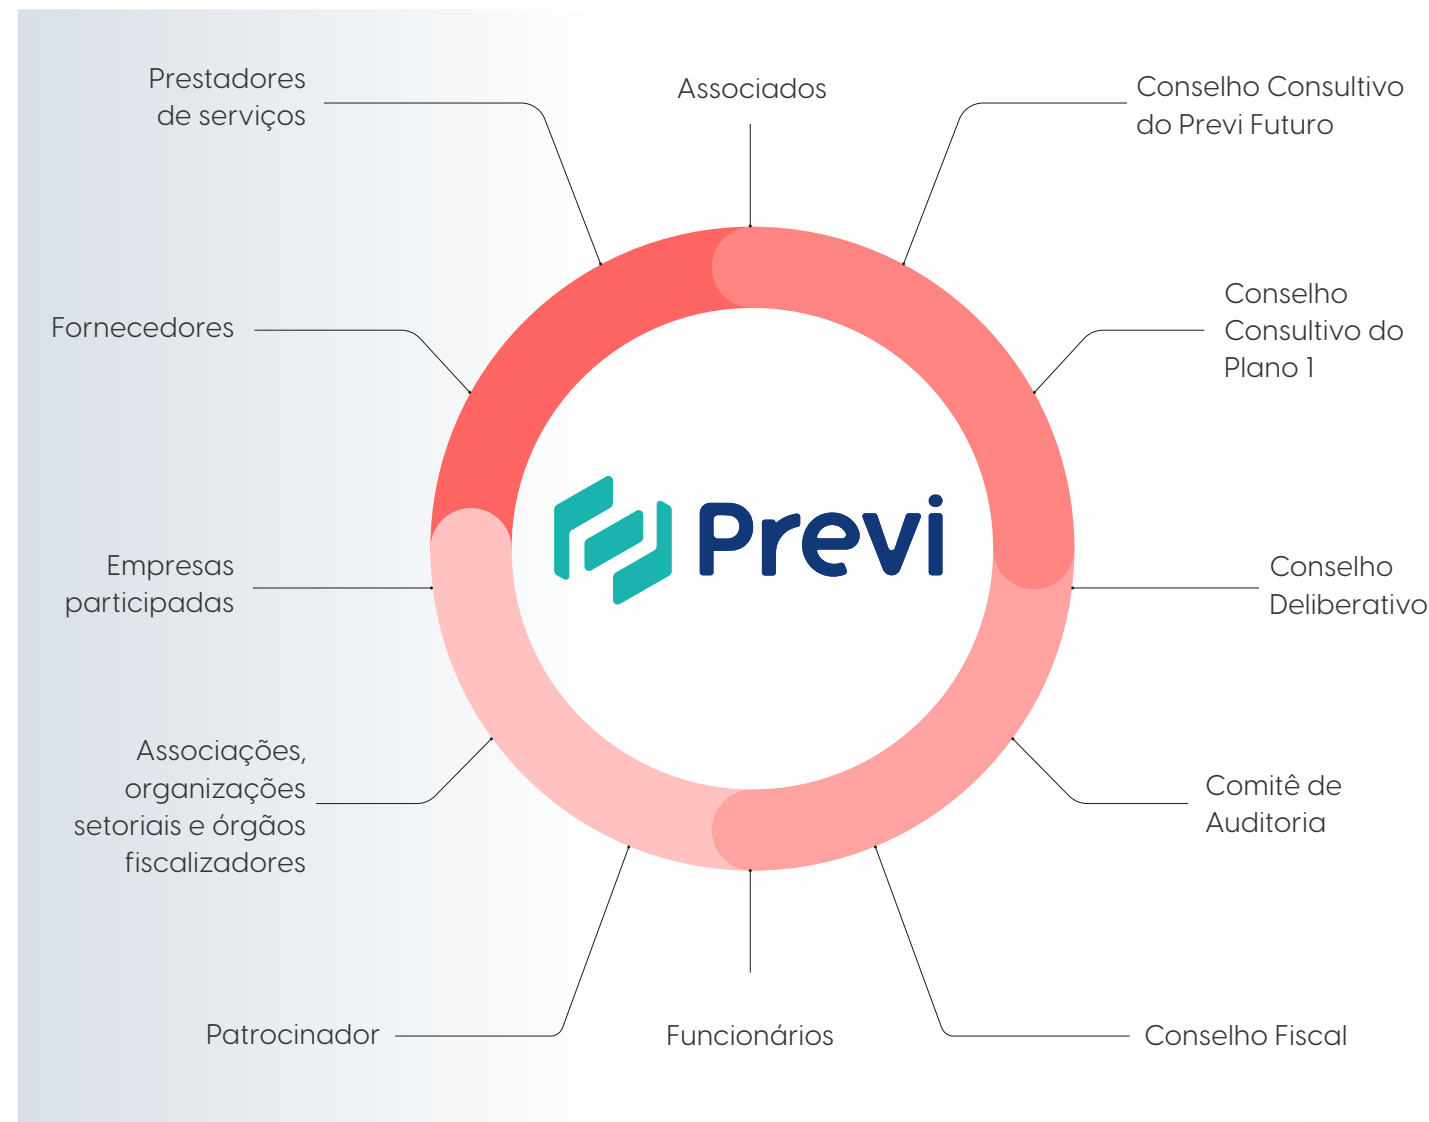 Associados
Conselho Consultivo
do Previ Futuro
Conselho
Consultivo do
Plano 1
Conselho
Deliberativo
Comitê de
Auditoria
Conselho Fiscal
Funcionários
Patrocinador
Associações,
organizações
setoriais e órgãos
fiscalizadores
Empresas
participadas
Fornecedores
Prestadores
de serviços
Previ